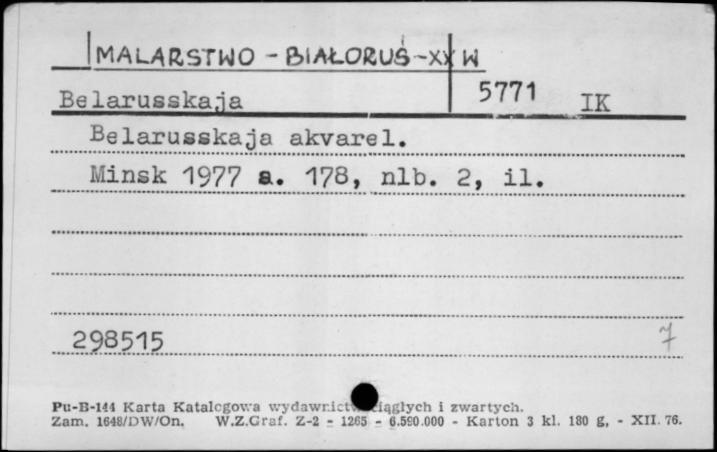 MALARSTWO - BIAŁORUŚ - XX W
Belarusskaja 5771 IK
Belarusskaja akvarel.
Minsk 1977 s. 178, nlb. 2, il.
298515 7
Pu-B-144 Karta Katalogowa ciągłych i zwartych.
Zam. 1648/DW/On. W.Z.Graf. Z-2 - 1265 - 6.590.000 - Karton 3 kl. 180 g, - XII. 76.